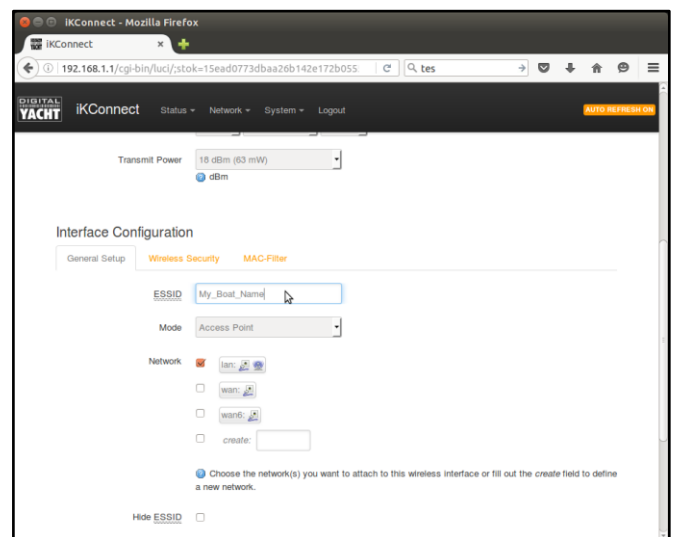 iKConnect - Mozilla Firefox
iKConnect
192.168.1.1/cgi-bin/luci/;stok=15ead0773dbaa26b142e172b055
tes
DIGITAL
YACHT
iKConnect Status Network System Logout AUTO REFRESH ON
Transmit Power 18 dBm (63 mW)
dBm
Interface Configuration
General Setup Wireless Security MAC-Filter
ESSID My_Boat_Name
Mode Access Point
Network lan:
wan:
wan6:
create:
Choose the network(s) you want to attach to this wireless interface or fill out the create field to define
a new network.
Hide ESSID